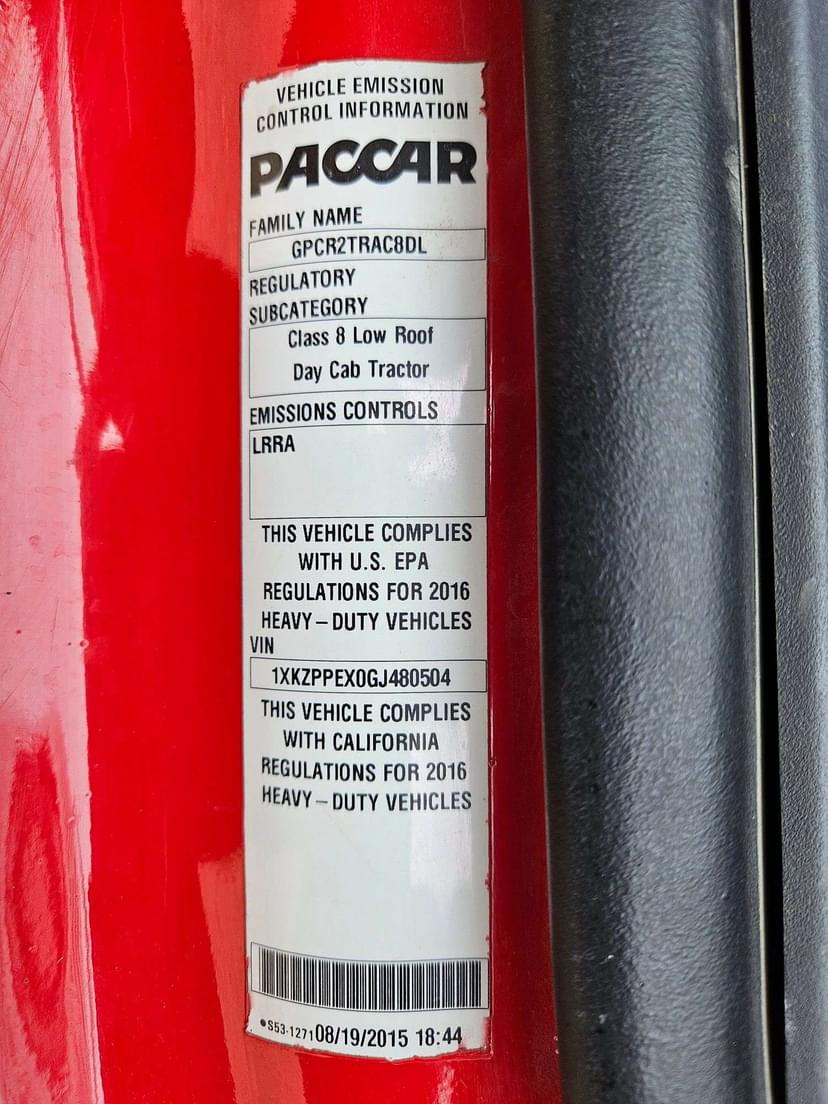 VEHICLE EMISSION
CONTROL INFORMATION
PACCAR
FAMILY NAME
GPCR2TRAC8DL
REGULATORY
SUBCATEGORY
Class 8 Low Roof
Day Cab Tractor
EMISSIONS CONTROLS
LRRA
THIS VEHICLE COMPLIES
WITH U.S. EPA
REGULATIONS FOR 2016
HEAVY–DUTY VEHICLES
VIN
1XKZPPEX0GJ480504
THIS VEHICLE COMPLIES
WITH CALIFORNIA
REGULATIONS FOR 2016
HEAVY–DUTY VEHICLES
•S53-1271 08/19/2015 18:44